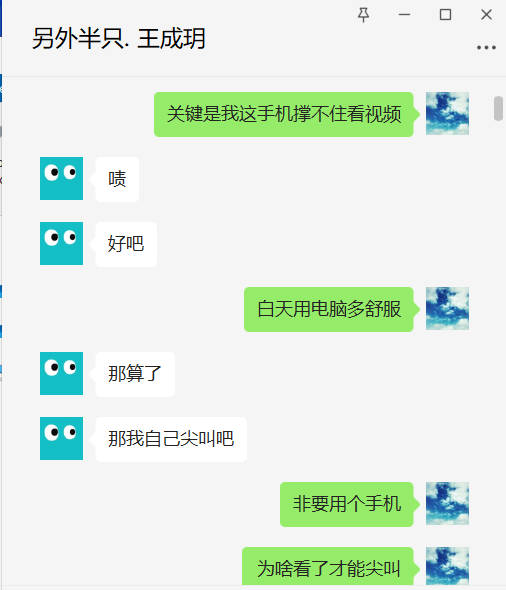 另外半只. 王成玥
关键是我这手机撑不住看视频
啧
好吧
白天用电脑多舒服
那算了
那我自己尖叫吧
非要用个手机
为啥看了才能尖叫